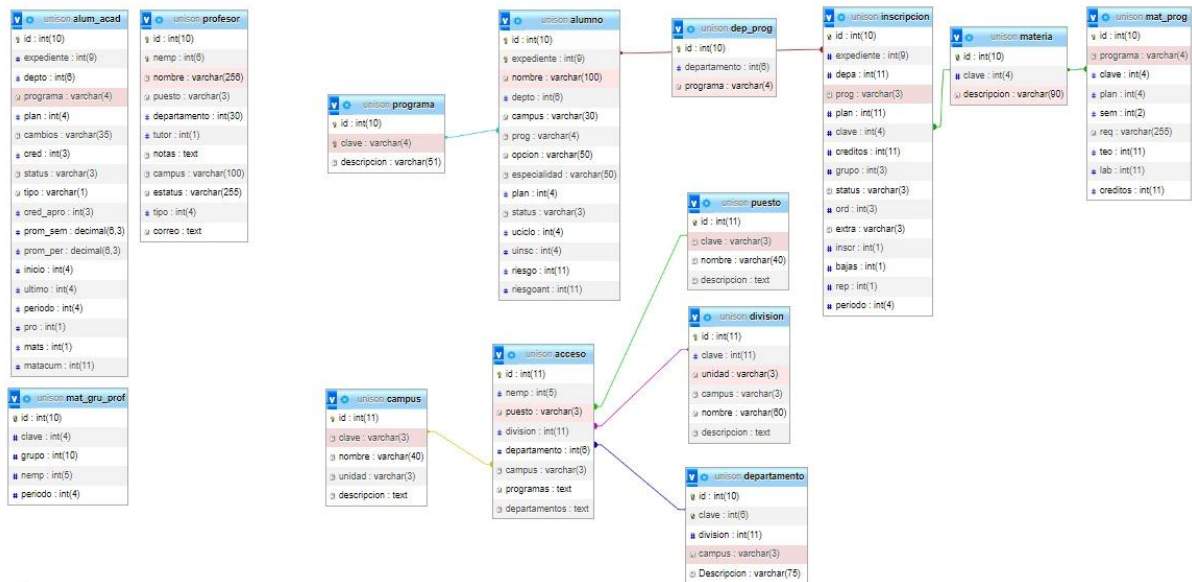 unison alum_acad
id : int(10)
expediente : int(9)
depto : int(6)
programa : varchar(4)
plan : int(4)
cambios : varchar(35)
cred : int(3)
status : varchar(3)
tipo : varchar(1)
cred_apro : int(3)
prom_sem : decimal(6,3)
prom_per : decimal(6,3)
inicio : int(4)
ultimo : int(4)
periodo : int(4)
pro : int(1)
mats : int(1)
matacum : int(11)
unison profesor
id : int(10)
nemp : int(6)
nombre : varchar(256)
puesto : varchar(3)
departamento : int(30)
tutor : int(1)
notas : text
campus : varchar(100)
estatus : varchar(255)
tipo : int(4)
correo : text
unison programa
id : int(10)
clave : varchar(4)
descripcion : varchar(51)
unison alumno
id : int(10)
expediente : int(9)
nombre : varchar(100)
depto : int(6)
campus : varchar(30)
prog : varchar(4)
opcion : varchar(50)
especialidad : varchar(50)
plan : int(4)
status : varchar(3)
uciclo : int(4)
uinsc : int(4)
riesgo : int(11)
riesgoant : int(11)
unison dep_prog
id : int(10)
departamento : int(6)
programa : varchar(4)
unison inscripcion
id : int(10)
expediente : int(9)
depa : int(11)
prog : varchar(3)
plan : int(11)
clave : int(4)
creditos : int(11)
grupo : int(3)
status : varchar(3)
ord : int(3)
extra : varchar(3)
inscr : int(1)
bajas : int(1)
rep : int(1)
periodo : int(4)
unison materia
id : int(10)
clave : int(4)
descripcion : varchar(90)
unison mat_prog
id : int(10)
programa : varchar(4)
clave : int(4)
plan : int(4)
sem : int(2)
req : varchar(255)
teo : int(11)
lab : int(11)
creditos : int(11)
unison puesto
id : int(11)
clave : varchar(3)
nombre : varchar(40)
descripcion : text
unison division
id : int(11)
clave : int(11)
unidad : varchar(3)
campus : varchar(3)
nombre : varchar(60)
descripcion : text
unison mat_gru_prof
id : int(10)
clave : int(4)
grupo : int(10)
nemp : int(5)
periodo : int(4)
unison campus
id : int(11)
clave : varchar(3)
nombre : varchar(40)
unidad : varchar(3)
descripcion : text
unison acceso
id : int(11)
nemp : int(5)
puesto : varchar(3)
division : int(11)
departamento : int(6)
campus : varchar(3)
programas : text
departamentos : text
unison departamento
id : int(10)
clave : int(6)
division : int(11)
campus : varchar(3)
Descripcion : varchar(75)